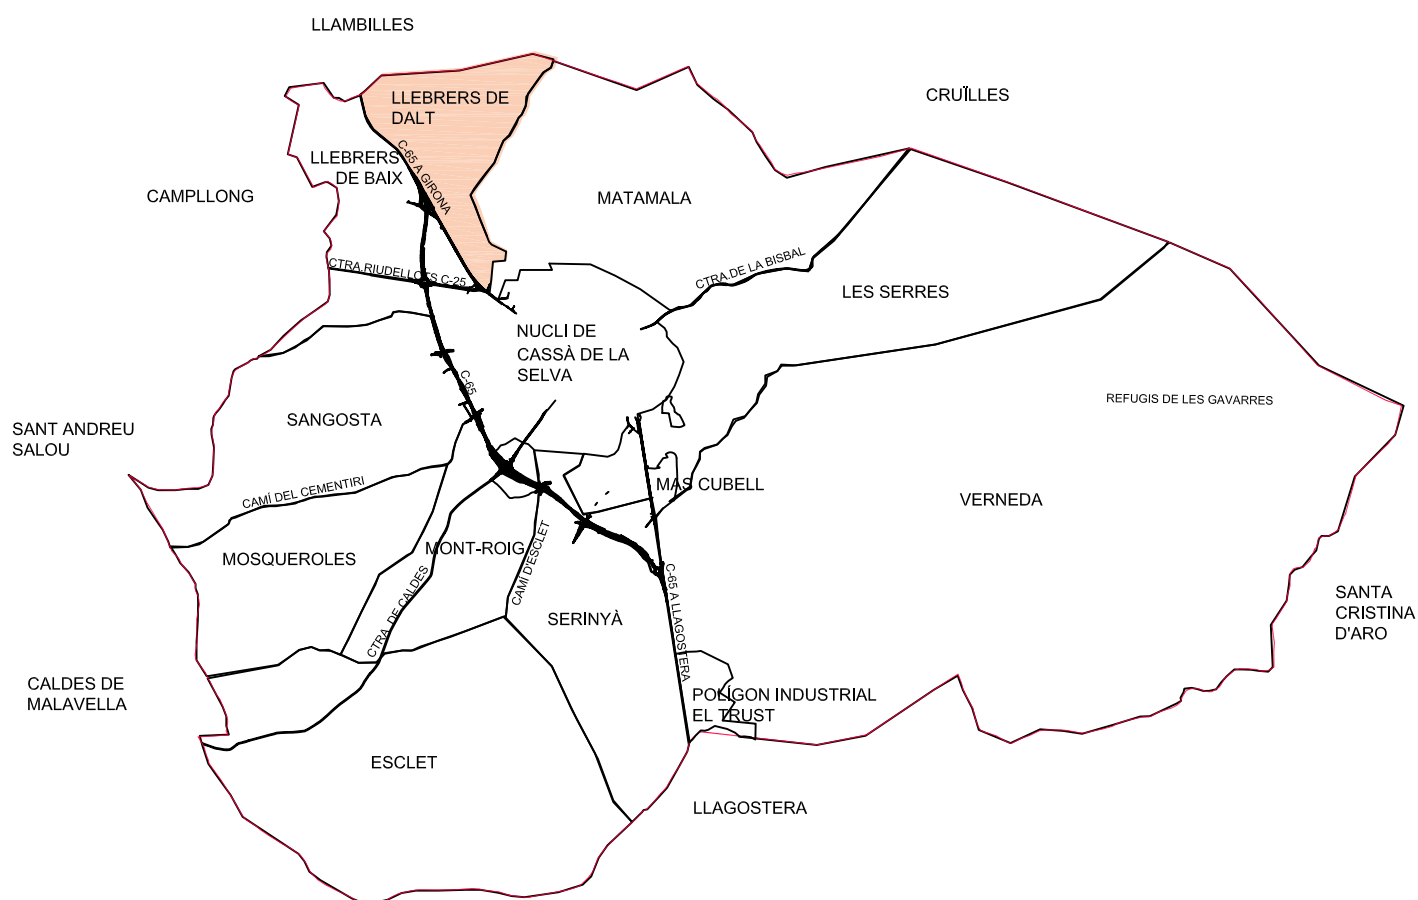 LLAMBILLES
CRUÏLLES
LLEBRERS DE
DALT
C-65 A GIRONA
LLEBRERS
DE BAIX
CAMPLLONG
MATAMALA
CTRA.RIUDELLOTS C-25
CTRA.DE LA BISBAL
LES SERRES
NUCLI DE
CASSÀ DE LA
SELVA
C-65
REFUGIS DE LES GAVARRES
SANGOSTA
SANT ANDREU
SALOU
CAMÍ DEL CEMENTIRI
MAS CUBELL
VERNEDA
MOSQUEROLES
MONT-ROIG
CAMÍ D'ESCLET
CTRA. DE CALDES
C-65 A LLAGOSTERA
SERINYÀ
SANTA
CRISTINA
D'ARO
CALDES DE
MALAVELLA
POLÍGON INDUSTRIAL
EL TRUST
ESCLET
LLAGOSTERA